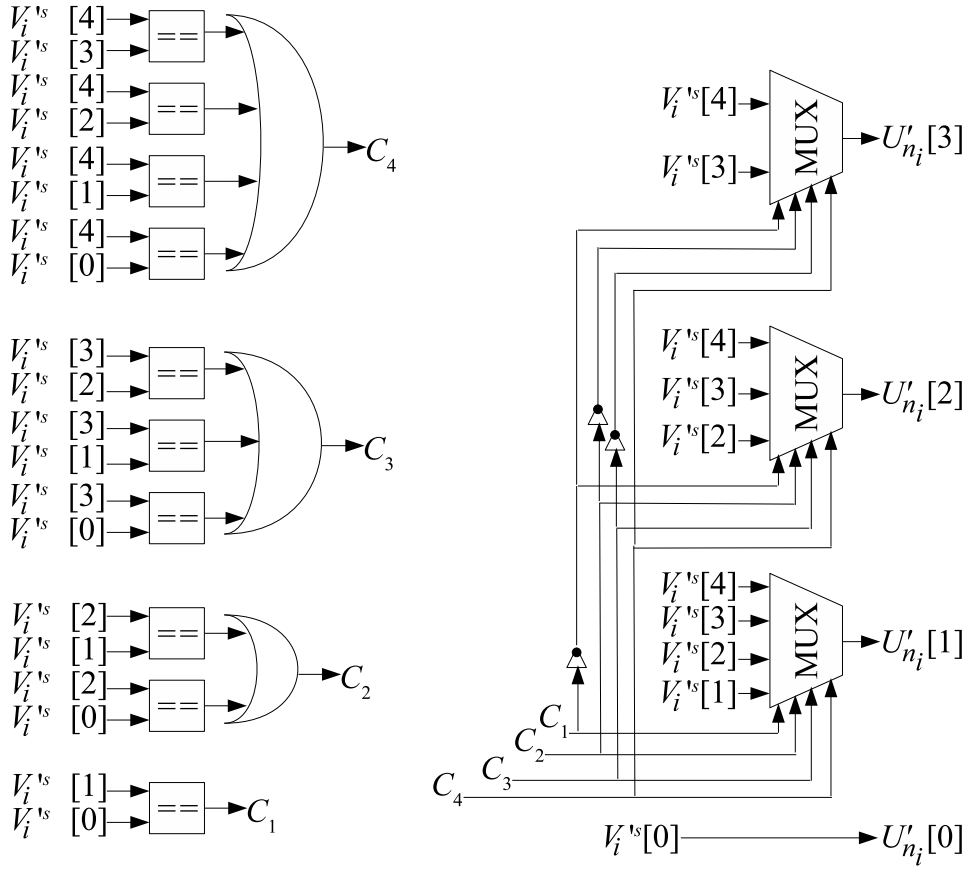 V_i'^s [4]
==
V_i'^s [3]
V_i'^s [4]
==
V_i'^s [2]
V_i'^s [4]
==
V_i'^s [1]
V_i'^s [4]
==
V_i'^s [0]
C_4
V_i'^s [3]
==
V_i'^s [2]
V_i'^s [3]
==
V_i'^s [1]
V_i'^s [3]
==
V_i'^s [0]
C_3
V_i'^s [2]
==
V_i'^s [1]
V_i'^s [2]
==
V_i'^s [0]
C_2
V_i'^s [1]
==
V_i'^s [0]
C_1
V_i'^s[4]
V_i'^s[3]
MUX
U'_{n_i}[3]
V_i'^s[4]
V_i'^s[3]
V_i'^s[2]
MUX
U'_{n_i}[2]
V_i'^s[4]
V_i'^s[3]
V_i'^s[2]
V_i'^s[1]
MUX
U'_{n_i}[1]
C_1
C_2
C_3
C_4
V_i'^s[0]
U'_{n_i}[0]